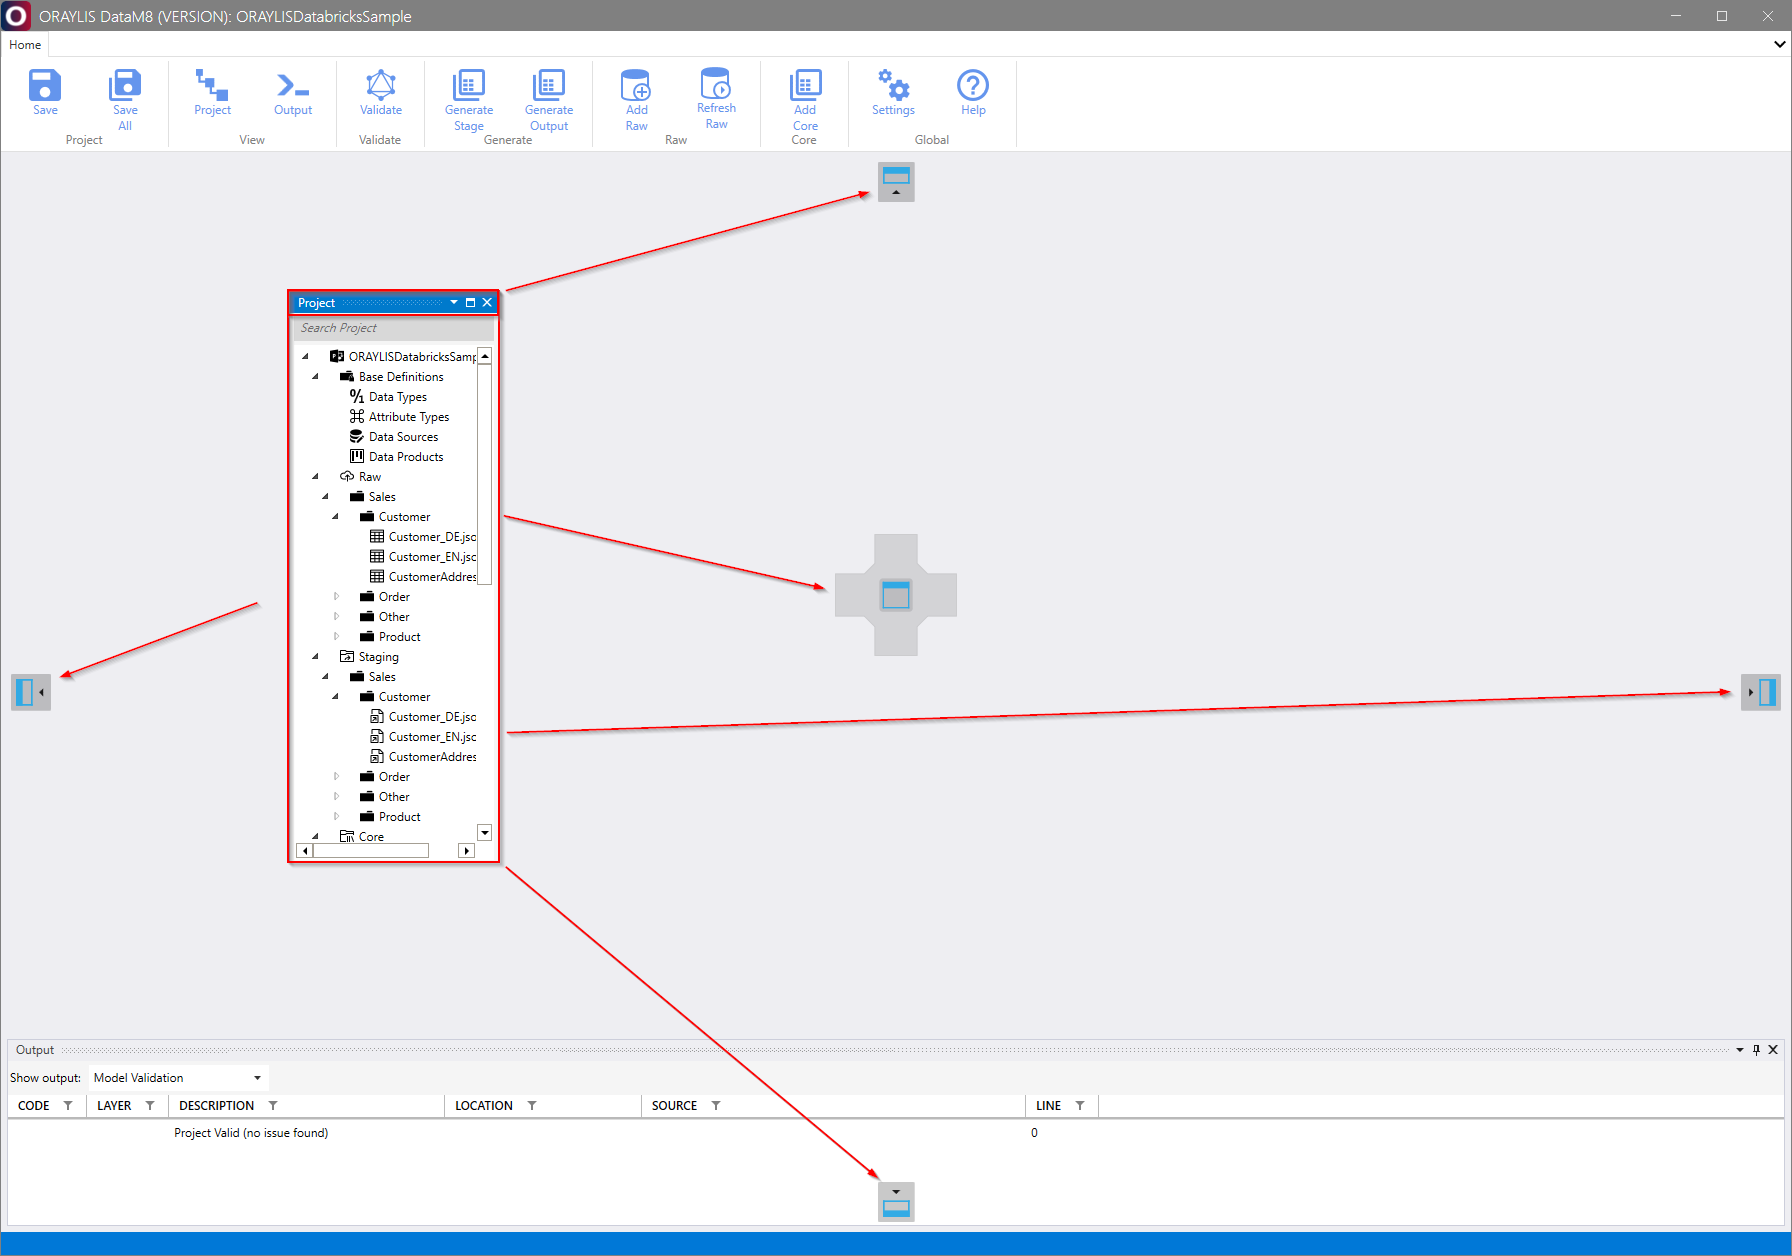 ORAYLIS DataM8 (VERSION): ORAYLISDatabricksSample
Home
Save
Save All
Project
Project
Output
View
Validate
Validate
Generate Stage
Generate Output
Generate
Add Raw
Refresh Raw
Raw
Add Core
Core
Settings
Help
Global
Project
Search Project
ORAYLISDatabricksSamp
Base Definitions
Data Types
Attribute Types
Data Sources
Data Products
Raw
Sales
Customer
Customer_DE.jsc
Customer_EN.jsc
CustomerAddres
Order
Other
Product
Staging
Sales
Customer
Customer_DE.jsc
Customer_EN.jsc
CustomerAddres
Order
Other
Product
Core
Output
Show output: Model Validation
CODE LAYER DESCRIPTION LOCATION SOURCE LINE
Project Valid (no issue found) 0